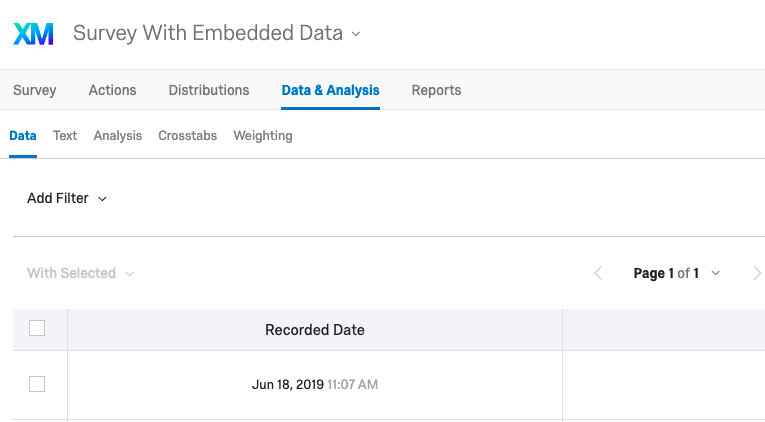 XM Survey With Embedded Data
Survey Actions Distributions Data & Analysis Reports
Data Text Analysis Crosstabs Weighting
Add Filter
With Selected Page 1 of 1
Recorded Date
Jun 18, 2019 11:07 AM